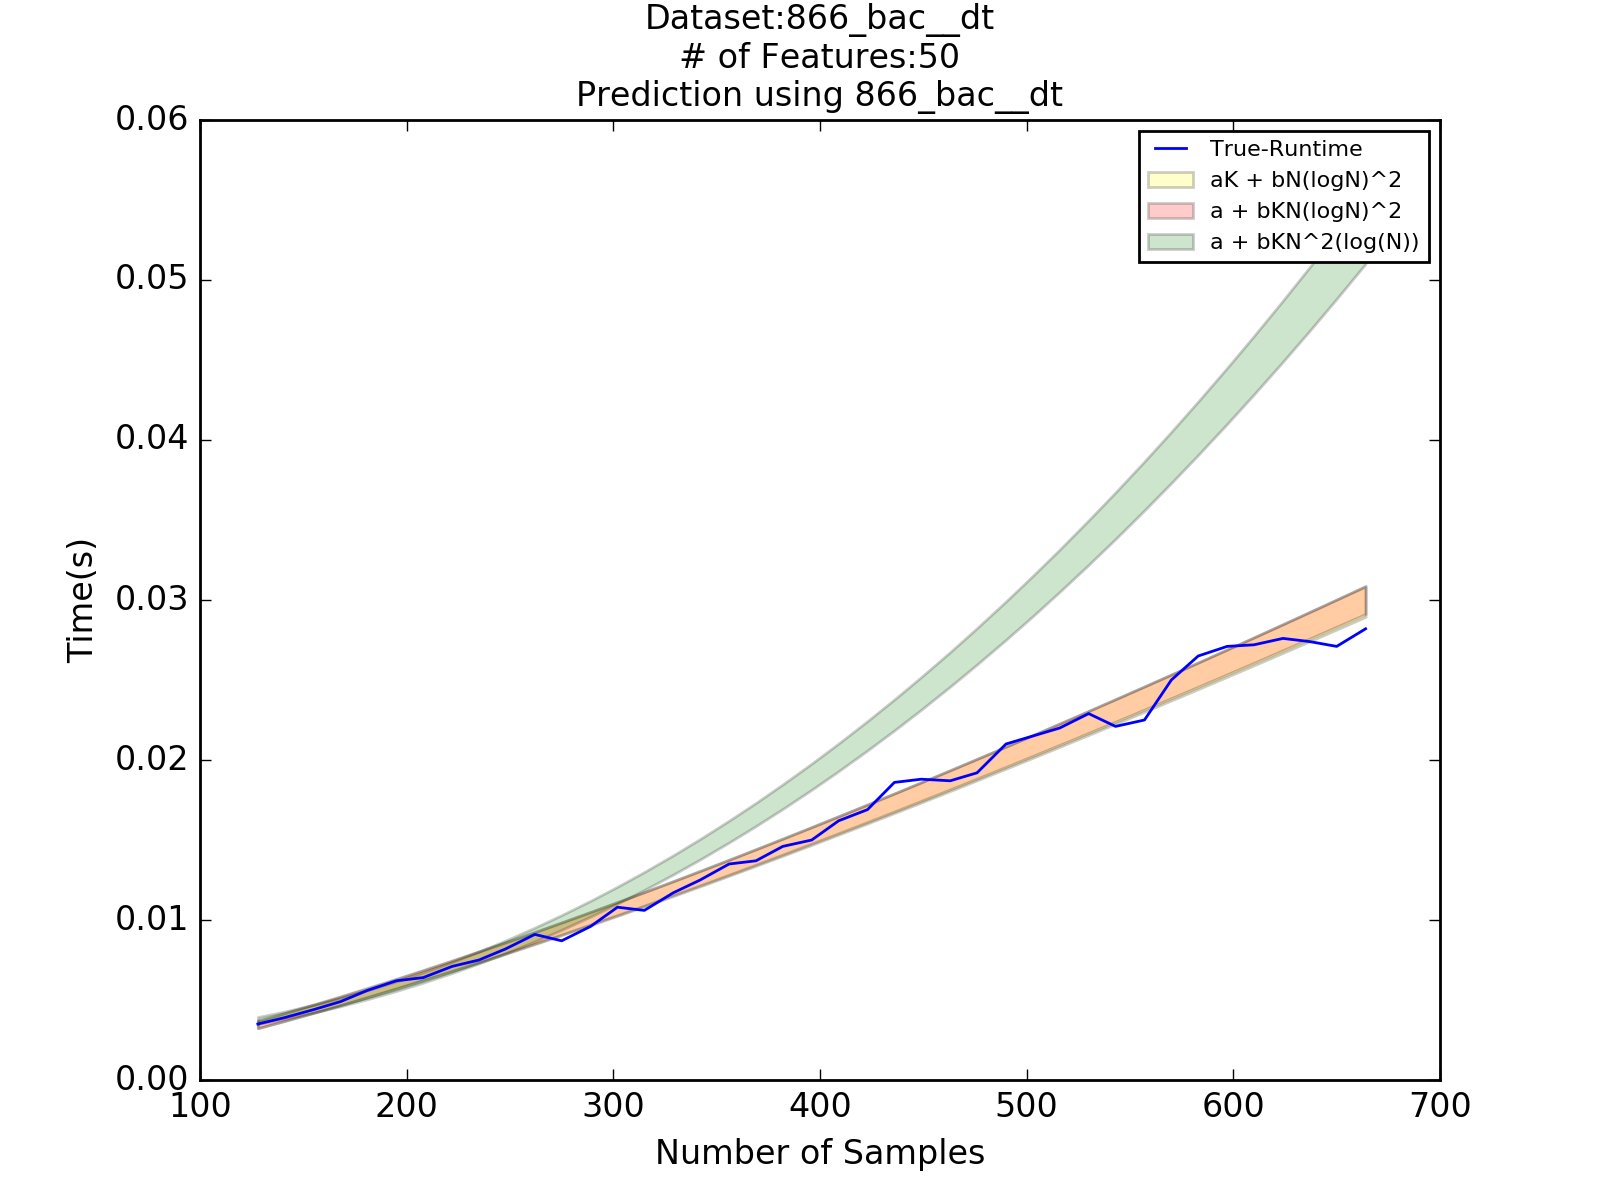 Dataset:866_bac__dt
# of Features:50
Prediction using 866_bac__dt
True-Runtime
aK + bN(logN)^2
a + bKN(logN)^2
a + bKN^2(log(N))
0.06
0.05
0.04
0.03
0.02
0.01
0.00
Time(s)
100 200 300 400 500 600 700
Number of Samples